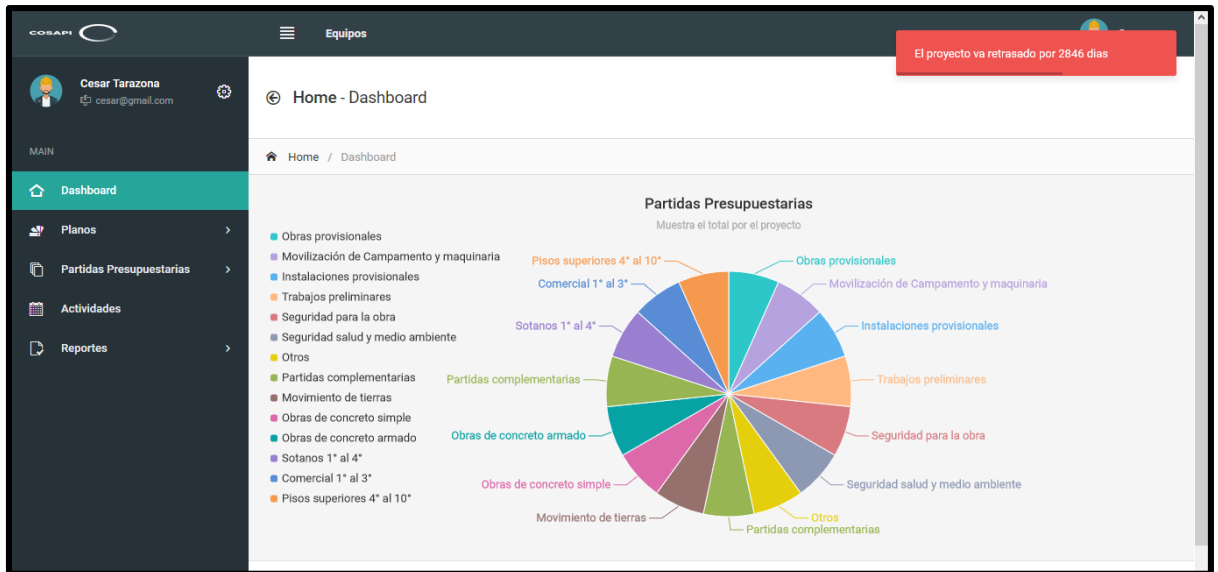 COSAPI
Equipos
El proyecto va retrasado por 2846 dias
Cesar Tarazona
cesar@gmail.com
Home - Dashboard
MAIN
Home / Dashboard
Dashboard
Planos
Partidas Presupuestarias
Actividades
Reportes
Partidas Presupuestarias
Muestra el total por el proyecto
Obras provisionales
Movilización de Campamento y maquinaria
Instalaciones provisionales
Trabajos preliminares
Seguridad para la obra
Seguridad salud y medio ambiente
Otros
Partidas complementarias
Movimiento de tierras
Obras de concreto simple
Obras de concreto armado
Sotanos 1° al 4°
Comercial 1° al 3°
Pisos superiores 4° al 10°
Pisos superiores 4° al 10°
Obras provisionales
Comercial 1° al 3°
Movilización de Campamento y maquinaria
Sotanos 1° al 4°
Instalaciones provisionales
Partidas complementarias
Trabajos preliminares
Obras de concreto armado
Seguridad para la obra
Obras de concreto simple
Seguridad salud y medio ambiente
Movimiento de tierras
Otros
Partidas complementarias